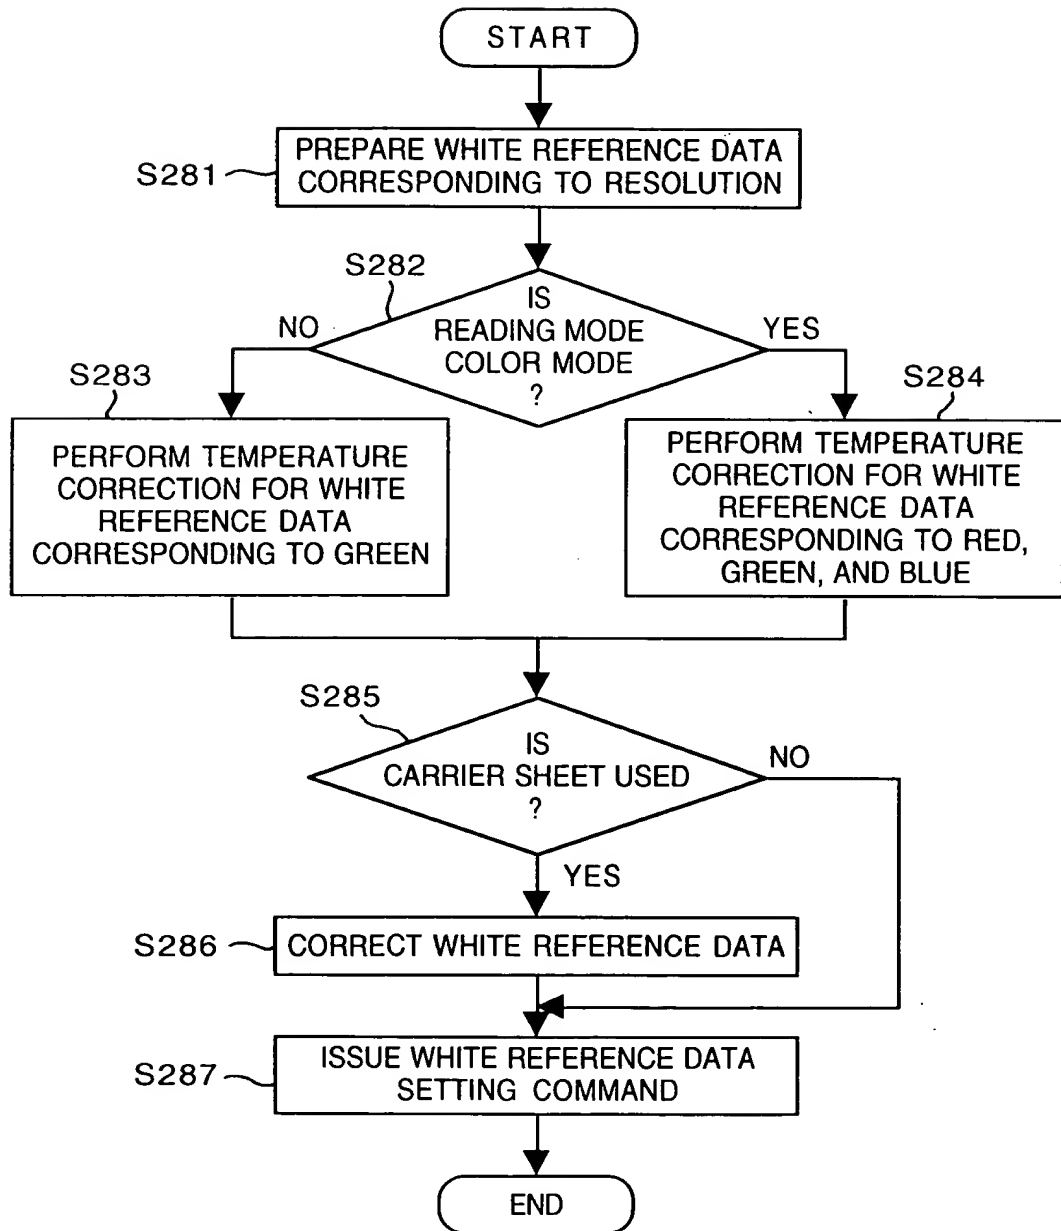 START
S281
PREPARE WHITE REFERENCE DATA
CORRESPONDING TO RESOLUTION
S282
IS
READING MODE
COLOR MODE
?
NO
YES
S283
PERFORM TEMPERATURE
CORRECTION FOR WHITE
REFERENCE DATA
CORRESPONDING TO GREEN
S284
PERFORM TEMPERATURE
CORRECTION FOR WHITE
REFERENCE DATA
CORRESPONDING TO RED,
GREEN, AND BLUE
S285
IS
CARRIER SHEET USED
?
NO
YES
S286
CORRECT WHITE REFERENCE DATA
S287
ISSUE WHITE REFERENCE DATA
SETTING COMMAND
END